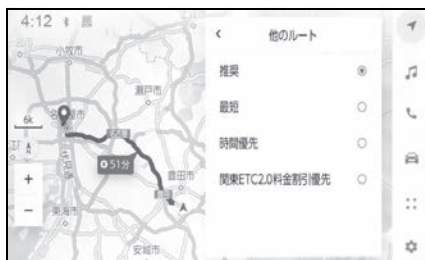 4:12
他のルート
推奨
最短
時間優先
関東ETC2.0料金割引優先
小牧市
瀬戸市
6k
51分
豊田市
東海市
安城市
+
−